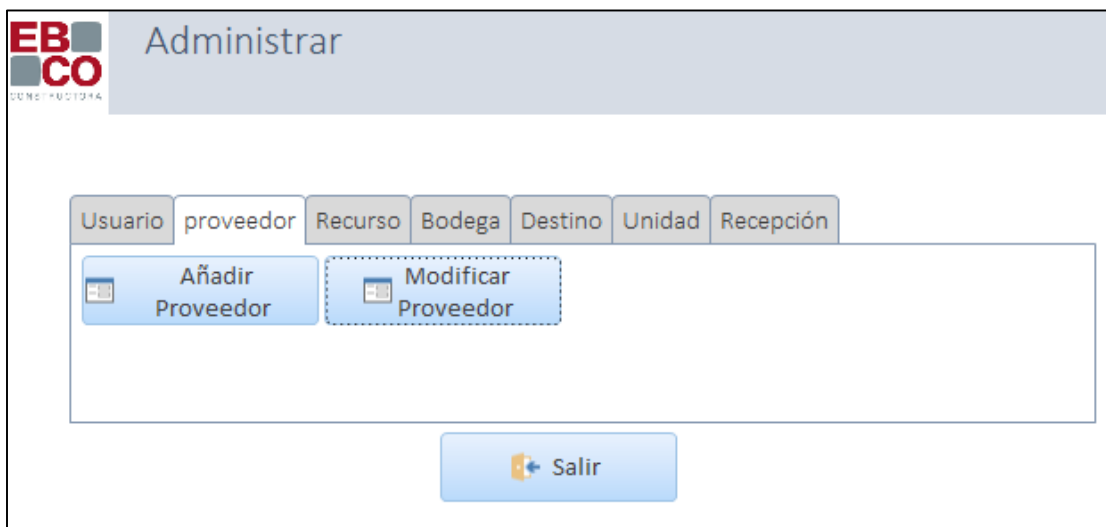 EB
CO
CONSTRUCTORA
Administrar
Usuario proveedor Recurso Bodega Destino Unidad Recepción
Añadir Proveedor
Modificar Proveedor
Salir